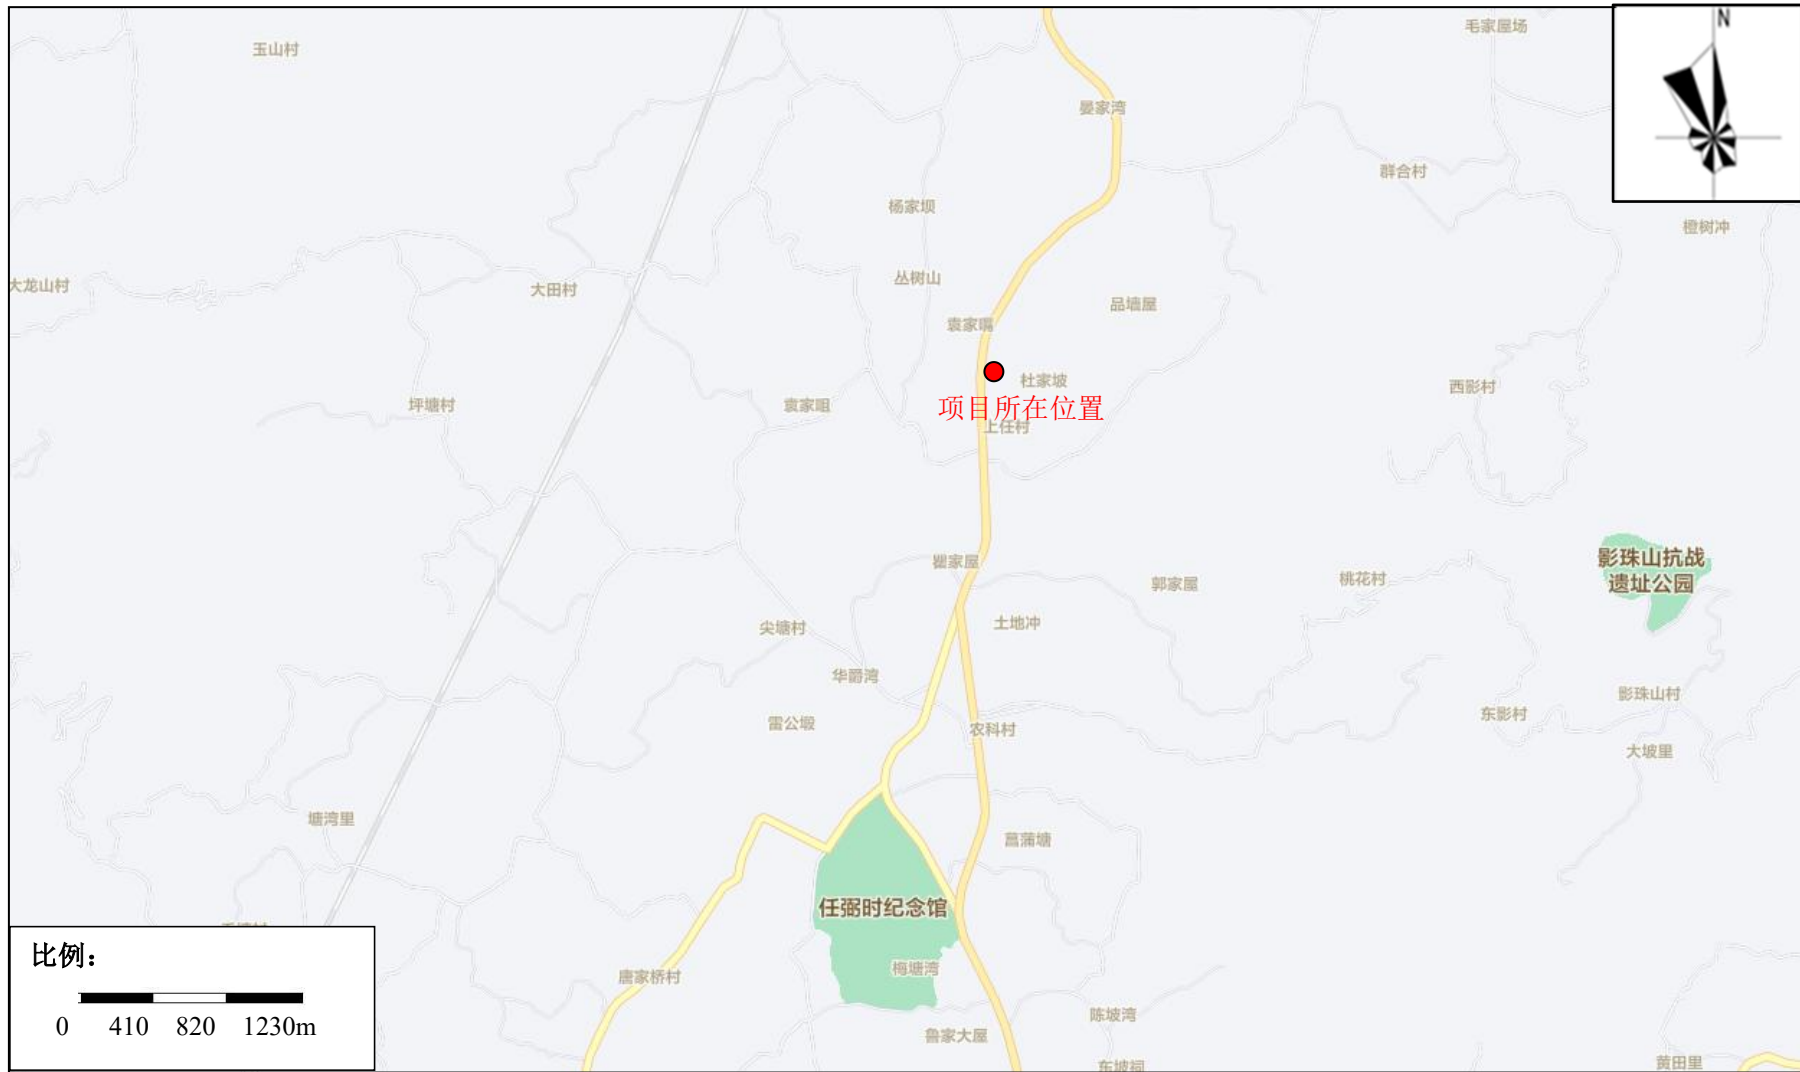 玉山村
毛家屋场
N
晏家湾
群合村
杨家坝
橙树冲
丛树山
大龙山村
大田村
品墙屋
袁家嘴
杜家坡
西影村
坪塘村
袁家咀
项目所在位置
上任村
瞿家屋
影珠山抗战
遗址公园
郭家屋
桃花村
土地冲
尖塘村
华爵湾
影珠山村
东影村
雷公塅
农科村
大坡里
塘湾里
菖蒲塘
任弼时纪念馆
比例：
梅塘湾
唐家桥村
0 410 820 1230m
陈坡湾
鲁家大屋
黄田里
东坡祠